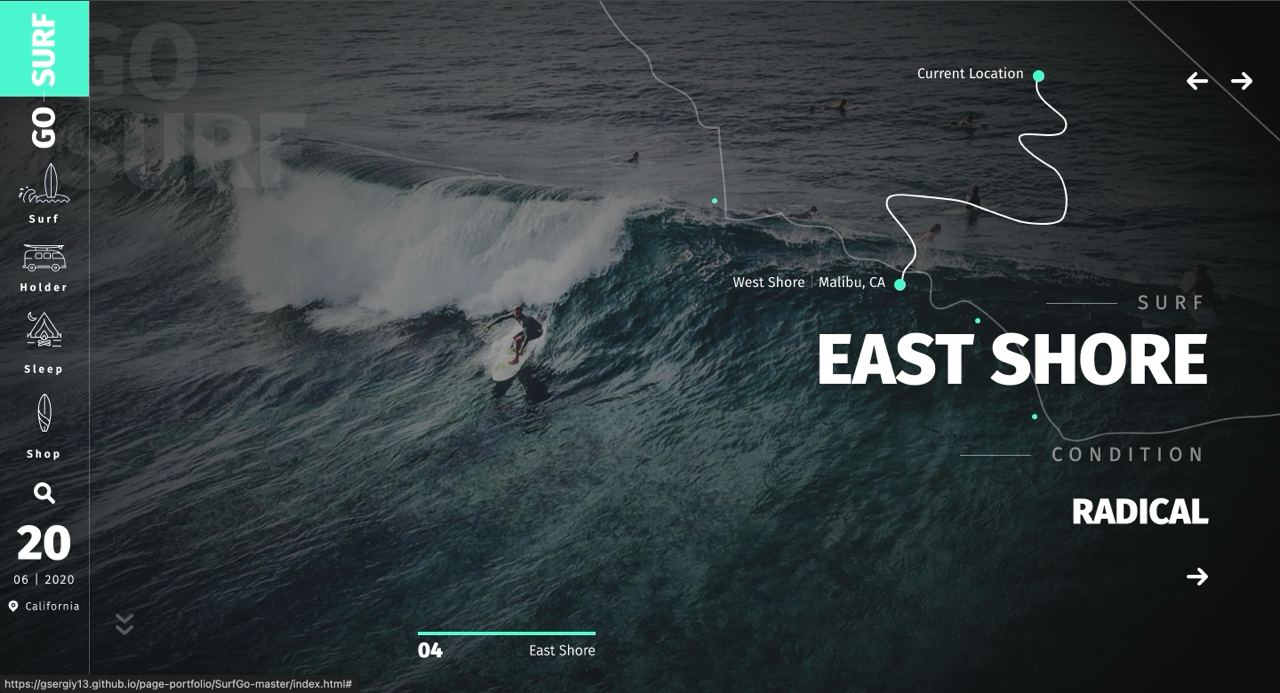 GO SURF
GO
SURF
Surf
Holder
Sleep
Shop
20
06 | 2020
California
Current Location
West Shore | Malibu, CA
SURF
EAST SHORE
CONDITION
RADICAL
04
East Shore
https://gsergiy13.github.io/page-portfolio/SurfGo-master/index.html#